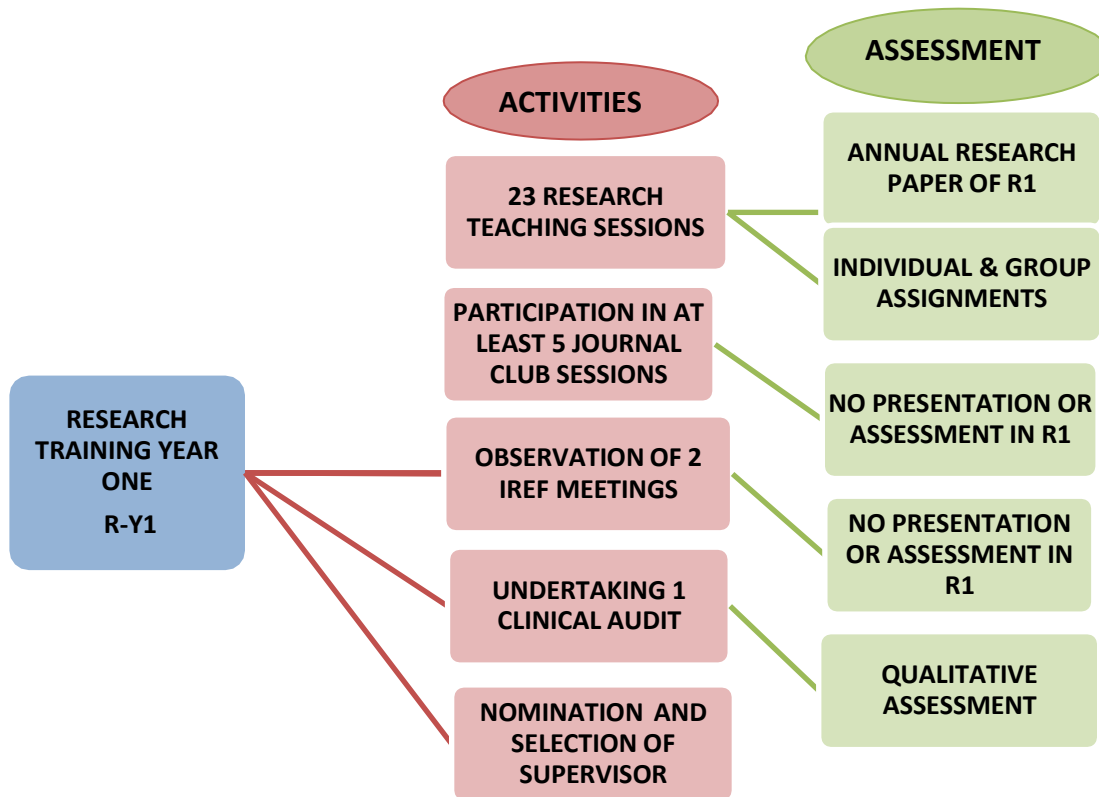 ASSESSMENT
ACTIVITIES
23 RESEARCH
TEACHING SESSIONS
ANNUAL RESEARCH
PAPER OF R1
INDIVIDUAL & GROUP
ASSIGNMENTS
PARTICIPATION IN AT
LEAST 5 JOURNAL
CLUB SESSIONS
NO PRESENTATION OR
ASSESSMENT IN R1
RESEARCH
TRAINING YEAR
ONE
R-Y1
OBSERVATION OF 2
IREF MEETINGS
NO PRESENTATION
OR ASSESSMENT IN
R1
UNDERTAKING 1
CLINICAL AUDIT
QUALITATIVE
ASSESSMENT
NOMINATION AND
SELECTION OF
SUPERVISOR